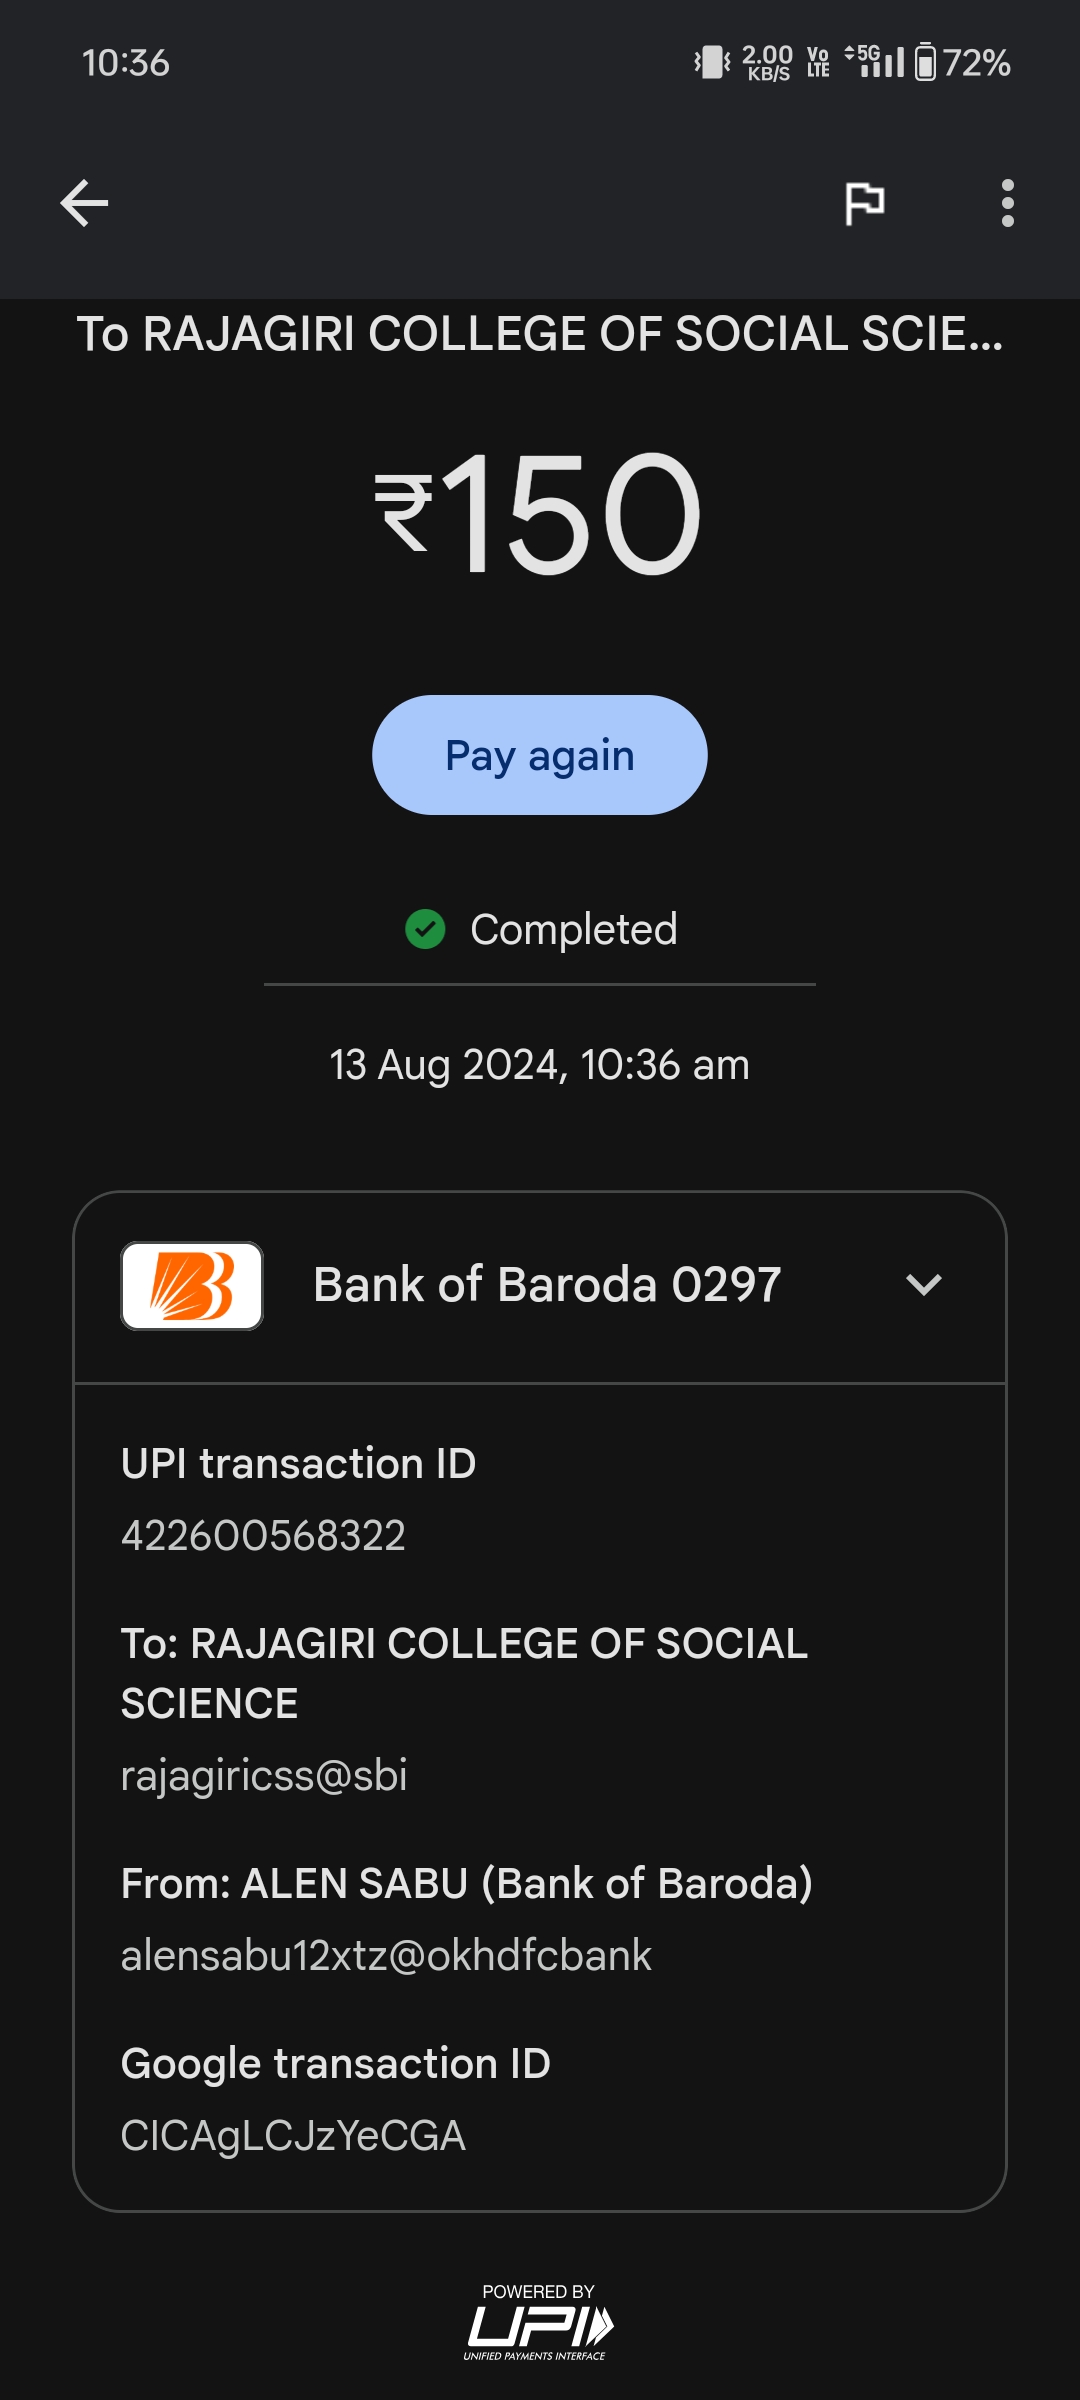 10:36
2.00
KB/S
Vo
LTE
5G
72%
To RAJAGIRI COLLEGE OF SOCIAL SCIE...
₹150
Pay again
Completed
13 Aug 2024, 10:36 am
Bank of Baroda 0297
UPI transaction ID
422600568322
To: RAJAGIRI COLLEGE OF SOCIAL
SCIENCE
rajagiricss@sbi
From: ALEN SABU (Bank of Baroda)
alensabu12xtz@okhdfcbank
Google transaction ID
CICAgLCJzYeCGA
POWERED BY
UPI
UNIFIED PAYMENTS INTERFACE